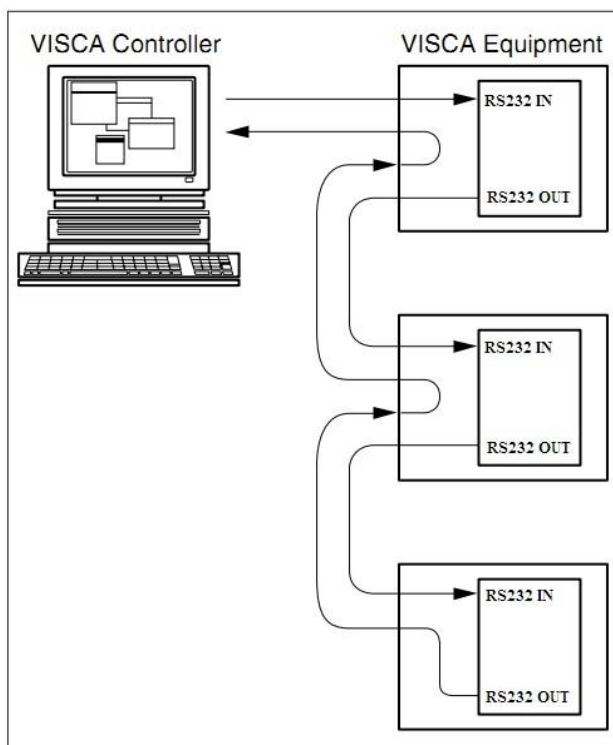 VISCA Controller
VISCA Equipment
RS232 IN
RS232 OUT
RS232 IN
RS232 OUT
RS232 IN
RS232 OUT